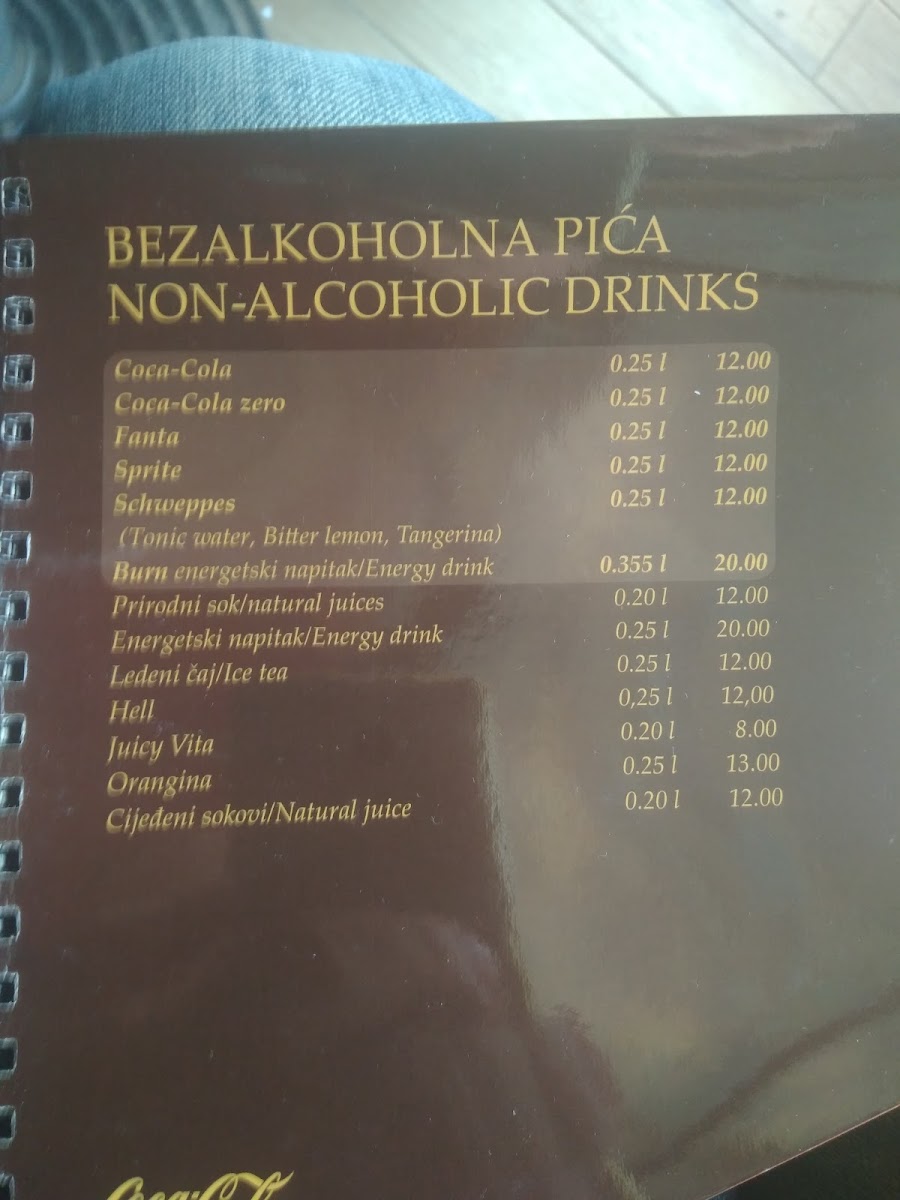 BEZALKOHOLNA PIĆA
NON-ALCOHOLIC DRINKS
Coca-Cola 0.25 l 12.00
Coca-Cola zero 0.25 l 12.00
Fanta 0.25 l 12.00
Sprite 0.25 l 12.00
Schweppes 0.25 l 12.00
(Tonic water, Bitter lemon, Tangerina)
Burn energetski napitak/Energy drink 0.355 l 20.00
Prirodni sok/natural juices 0.20 l 12.00
Energetski napitak/Energy drink 0.25 l 20.00
Ledeni čaj/Ice tea 0.25 l 12.00
Hell 0,25 l 12,00
Juicy Vita 0.20 l 8.00
Orangina 0.25 l 13.00
Cijeđeni sokovi/Natural juice 0.20 l 12.00
Coca-Cola